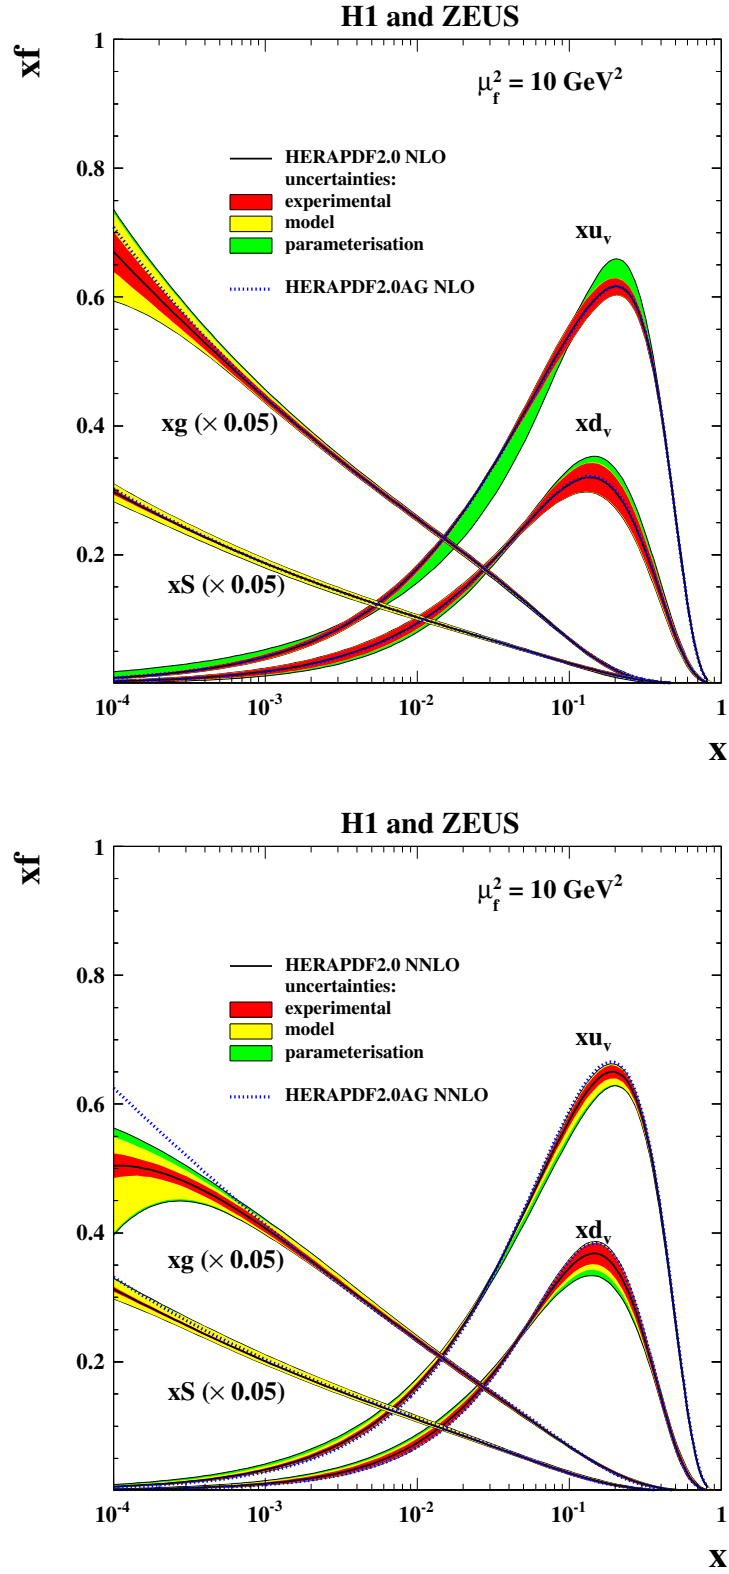 H1 and ZEUS
xf
1
μf² = 10 GeV²
HERAPDF2.0 NLO
uncertainties:
experimental
model
parameterisation
HERAPDF2.0AG NLO
0.8
xuv
0.6
xg (× 0.05)
xdv
0.4
xS (× 0.05)
0.2
10⁻⁴ 10⁻³ 10⁻² 10⁻¹ 1
x
H1 and ZEUS
xf
1
μf² = 10 GeV²
HERAPDF2.0 NNLO
uncertainties:
experimental
model
parameterisation
HERAPDF2.0AG NNLO
0.8
xuv
0.6
xdv
0.4
xg (× 0.05)
xS (× 0.05)
0.2
10⁻⁴ 10⁻³ 10⁻² 10⁻¹ 1
x